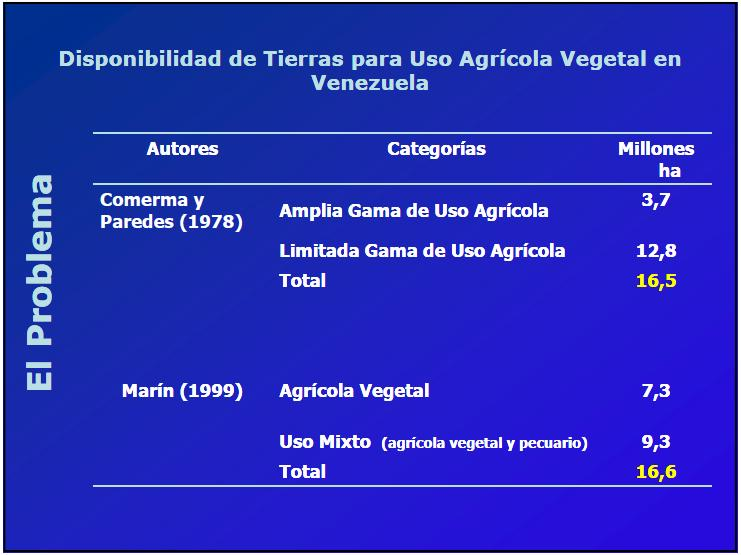 Disponibilidad de Tierras para Uso Agrícola Vegetal en
Venezuela
El Problema
Autores Categorías Millones
ha
Comerma y
Paredes (1978)
Amplia Gama de Uso Agrícola 3,7
Limitada Gama de Uso Agrícola 12,8
Total 16,5
Marín (1999) Agrícola Vegetal 7,3
Uso Mixto (agrícola vegetal y pecuario) 9,3
Total 16,6